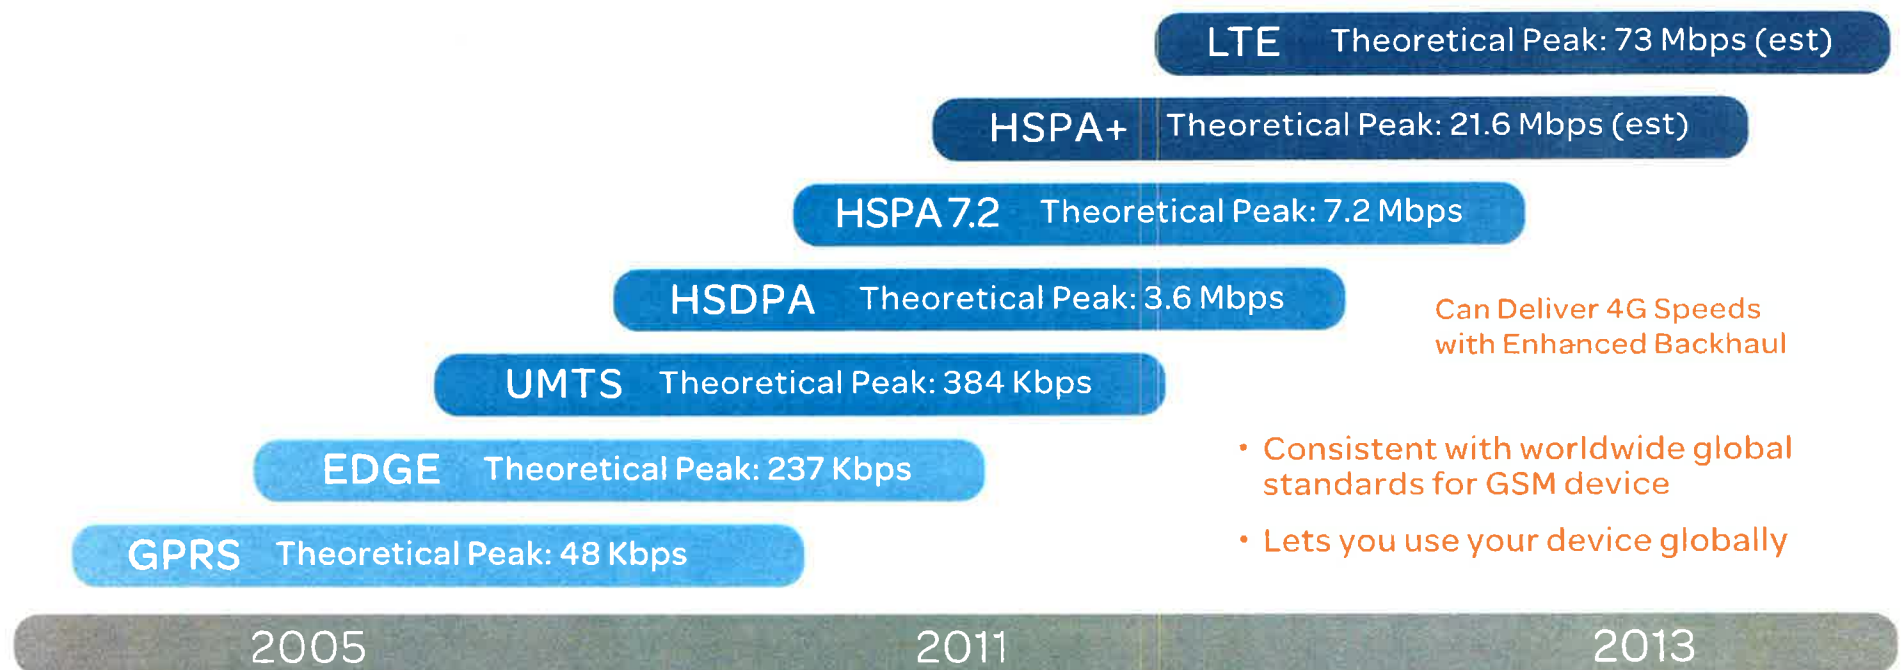 LTE Theoretical Peak: 73 Mbps (est)
HSPA+ Theoretical Peak: 21.6 Mbps (est)
HSPA 7.2 Theoretical Peak: 7.2 Mbps
HSDPA Theoretical Peak: 3.6 Mbps
Can Deliver 4G Speeds
with Enhanced Backhaul
UMTS Theoretical Peak: 384 Kbps
EDGE Theoretical Peak: 237 Kbps
• Consistent with worldwide global
standards for GSM device
GPRS Theoretical Peak: 48 Kbps
• Lets you use your device globally
2005 2011 2013